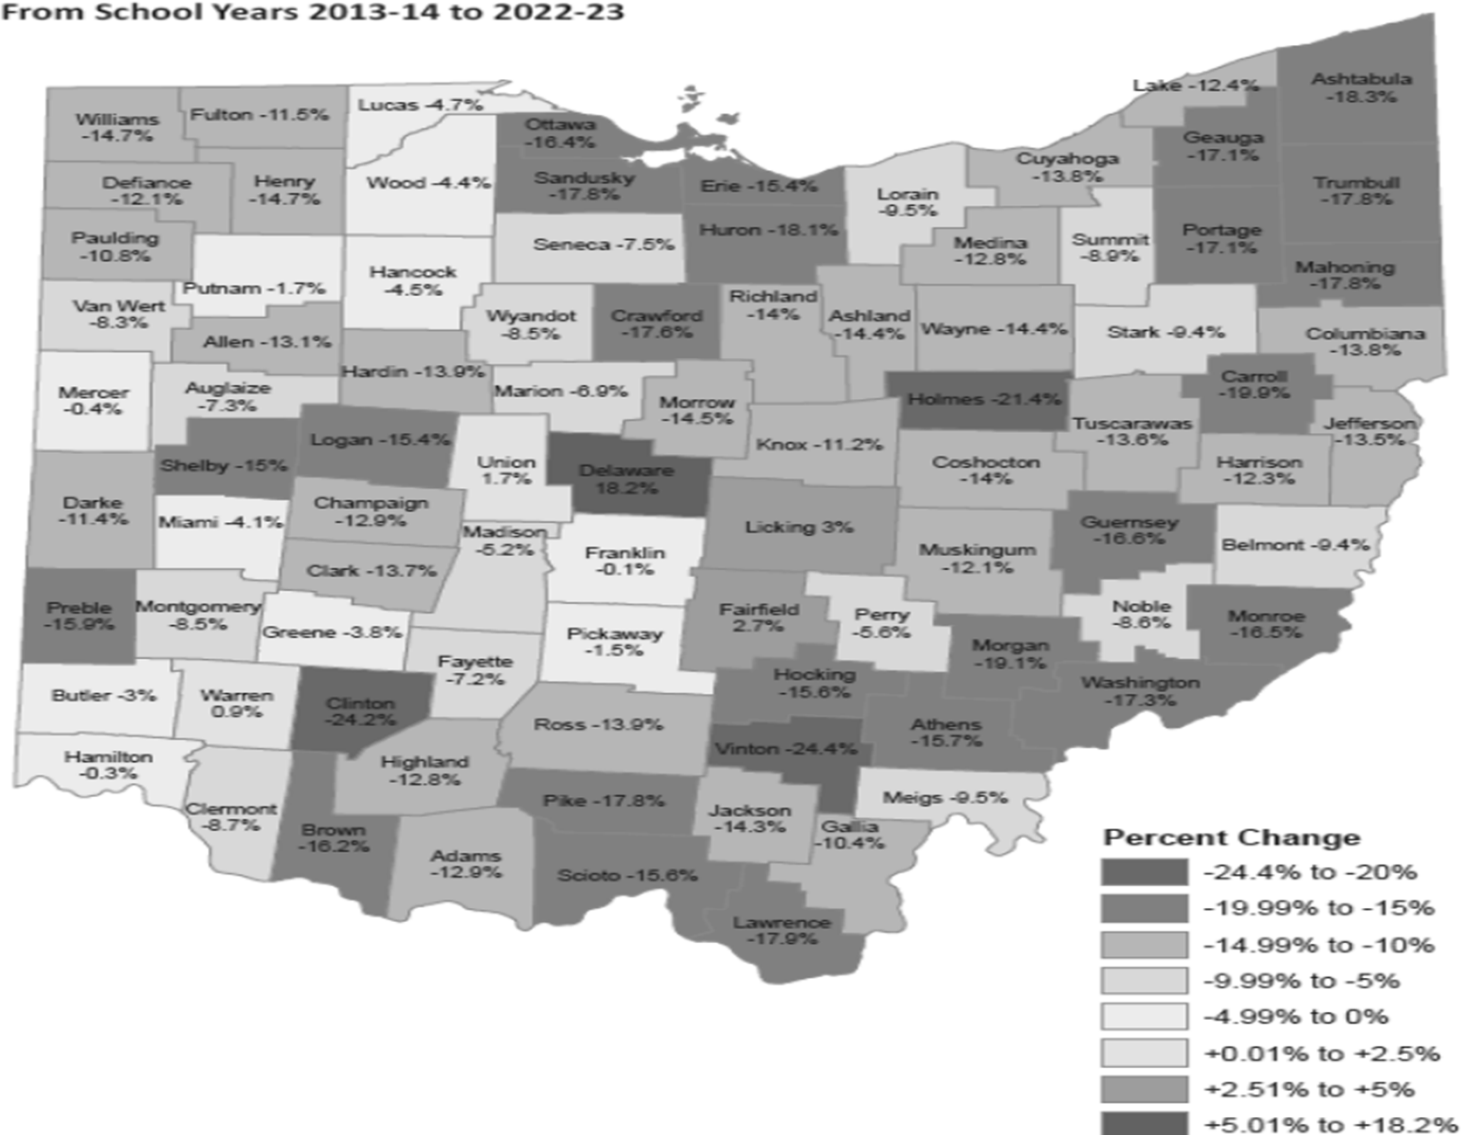 From School Years 2013-14 to 2022-23
Williams
-14.7%
Fulton -11.5%
Lucas -4.7%
Ottawa
-16.4%
Lake -12.4%
Ashtabula
-18.3%
Geauga
-17.1%
Cuyahoga
-13.8%
Defiance
-12.1%
Henry
-14.7%
Wood -4.4%
Sandusky
-17.8%
Erie -15.4%
Lorain
-9.5%
Trumbull
-17.8%
Paulding
-10.8%
Putnam -1.7%
Hancock
-4.5%
Seneca -7.5%
Huron -18.1%
Medina
-12.8%
Summit
-8.9%
Portage
-17.1%
Mahoning
-17.8%
Van Wert
-8.3%
Allen -13.1%
Wyandot
-8.5%
Crawford
-17.6%
Richland
-14%
Ashland
-14.4%
Wayne -14.4%
Stark -9.4%
Columbiana
-13.8%
Mercer
-0.4%
Auglaize
-7.3%
Hardin -13.9%
Marion -6.9%
Morrow
-14.5%
Holmes -21.4%
Carroll
-19.9%
Tuscarawas
-13.6%
Jefferson
-13.5%
Shelby -15%
Logan -15.4%
Union
1.7%
Delaware
18.2%
Knox -11.2%
Coshocton
-14%
Harrison
-12.3%
Darke
-11.4%
Miami -4.1%
Champaign
-12.9%
Madison
-5.2%
Franklin
-0.1%
Licking 3%
Muskingum
-12.1%
Guernsey
-16.6%
Belmont -9.4%
Clark -13.7%
Preble
-15.9%
Montgomery
-8.5%
Greene -3.8%
Pickaway
-1.5%
Fairfield
2.7%
Perry
-5.6%
Morgan
-19.1%
Noble
-8.6%
Monroe
-16.5%
Butler -3%
Warren
0.9%
Clinton
-24.2%
Fayette
-7.2%
Ross -13.9%
Hocking
-15.6%
Athens
-15.7%
Washington
-17.3%
Hamilton
-0.3%
Clermont
-8.7%
Highland
-12.8%
Vinton -24.4%
Pike -17.8%
Jackson
-14.3%
Meigs -9.5%
Gallia
-10.4%
Brown
-16.2%
Adams
-12.9%
Scioto -15.6%
Lawrence
-17.9%
Percent Change
-24.4% to -20%
-19.99% to -15%
-14.99% to -10%
-9.99% to -5%
-4.99% to 0%
+0.01% to +2.5%
+2.51% to +5%
+5.01% to +18.2%